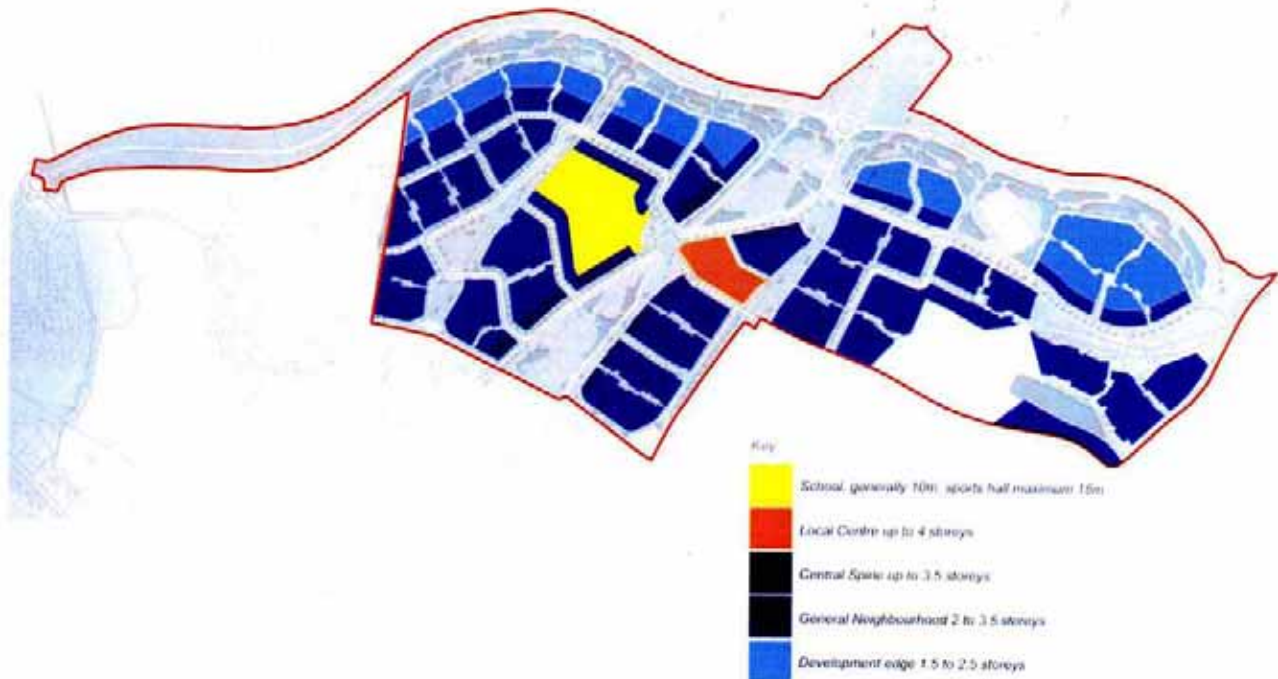 Key
School, generally 10m, sports hall maximum 15m
Local Centre up to 4 storeys
Central Spine up to 3.5 storeys
General Neighbourhood 2 to 3.5 storeys
Development edge 1.5 to 2.5 storeys